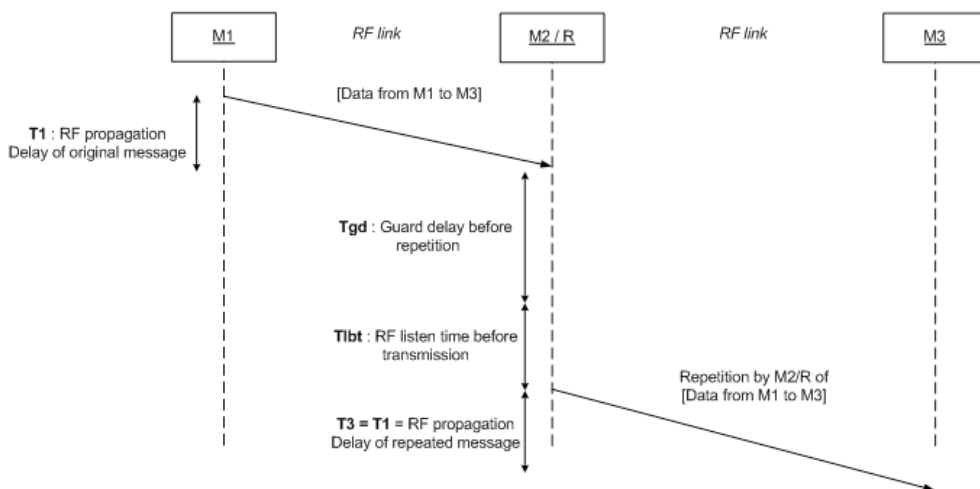 M1
RF link
M2 / R
RF link
M3
[Data from M1 to M3]
T1 : RF propagation
Delay of original message
Tgd : Guard delay before
repetition
Tlbt : RF listen time before
transmission
Repetition by M2/R of
[Data from M1 to M3]
T3 = T1 = RF propagation
Delay of repeated message